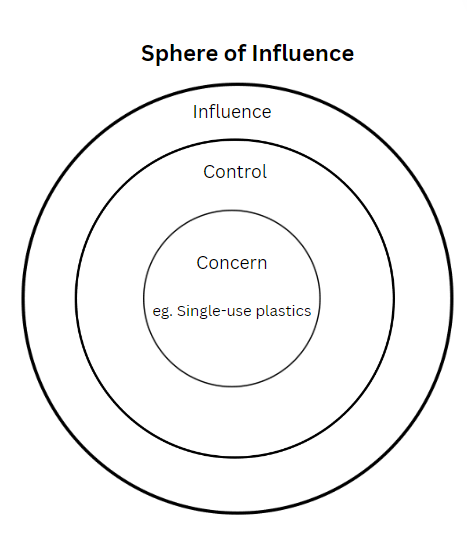 Sphere of Influence
Influence
Control
Concern
eg. Single-use plastics